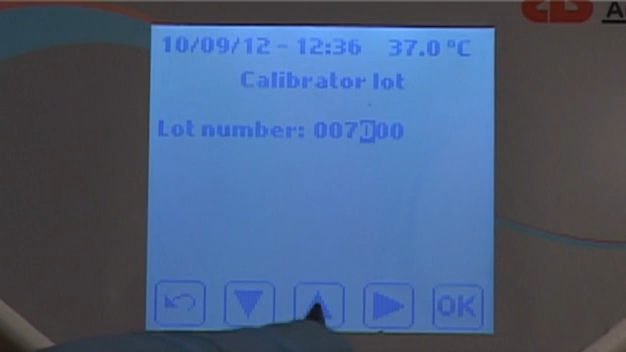 10/09/12 - 12:36 37.0 °C
Calibrator lot
Lot number: 007000
OK